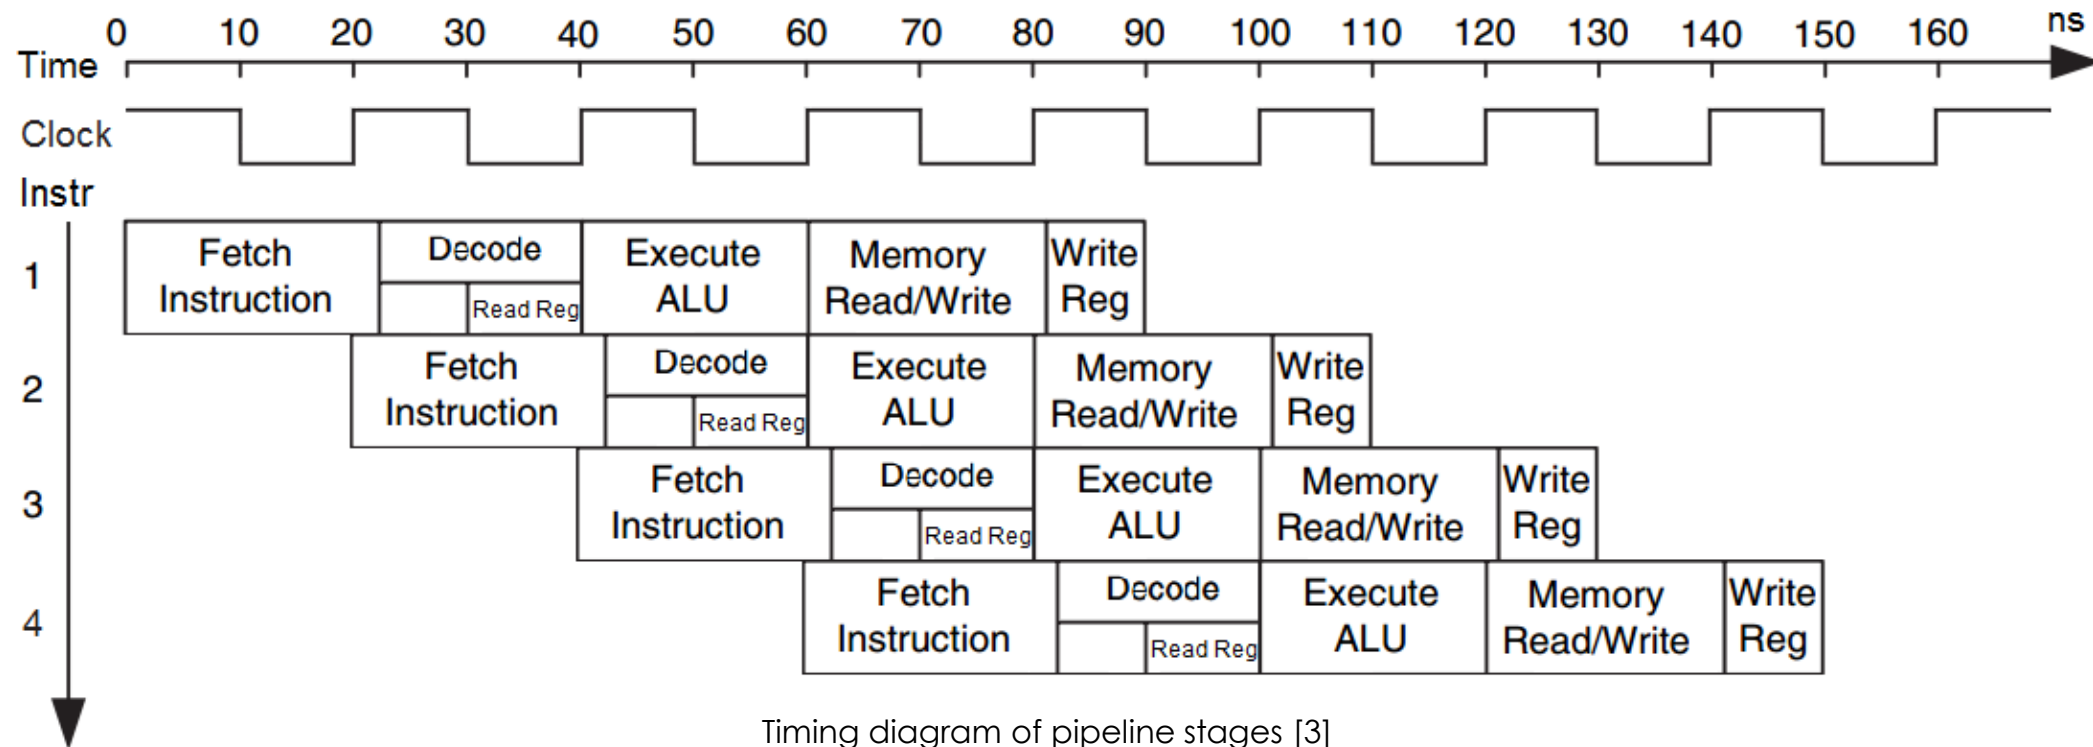 0 10 20 30 40 50 60 70 80 90 100 110 120 130 140 150 160 ns
Time
Clock
Instr
1
Fetch
Instruction
Decode
Read Reg
Execute
ALU
Memory
Read/Write
Write
Reg
2
Fetch
Instruction
Decode
Read Reg
Execute
ALU
Memory
Read/Write
Write
Reg
3
Fetch
Instruction
Decode
Read Reg
Execute
ALU
Memory
Read/Write
Write
Reg
4
Fetch
Instruction
Decode
Read Reg
Execute
ALU
Memory
Read/Write
Write
Reg
Timing diagram of pipeline stages [3]